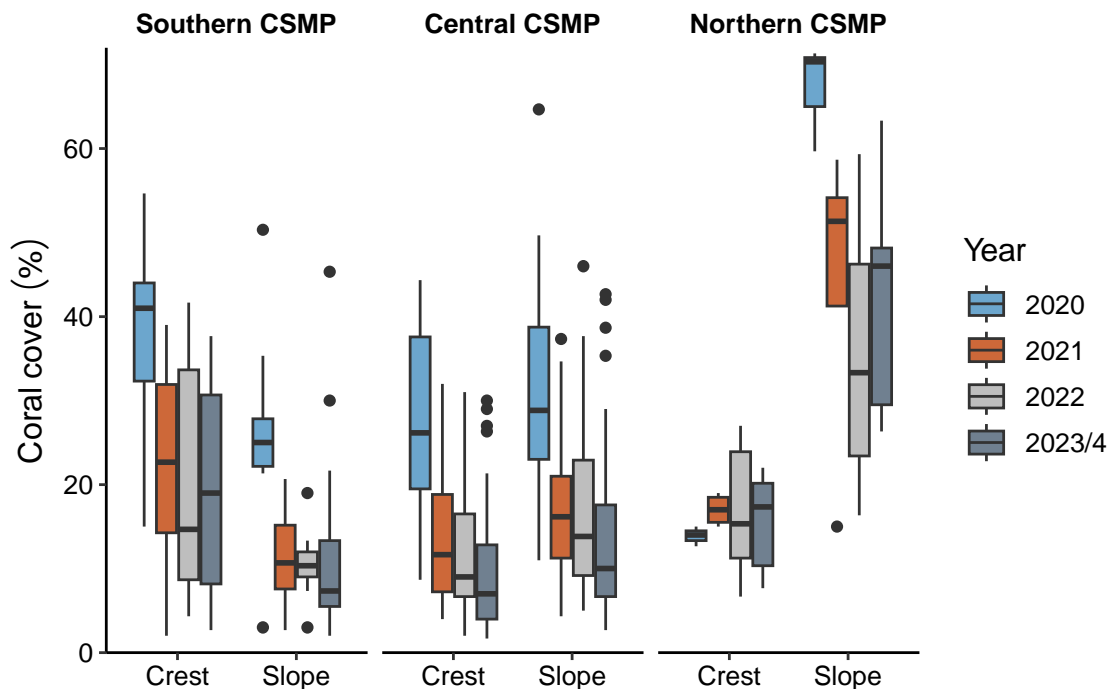 Southern CSMP Central CSMP Northern CSMP
Coral cover (%)
60
40
20
0
Crest Slope Crest Slope Crest Slope
Year
2020
2021
2022
2023/4